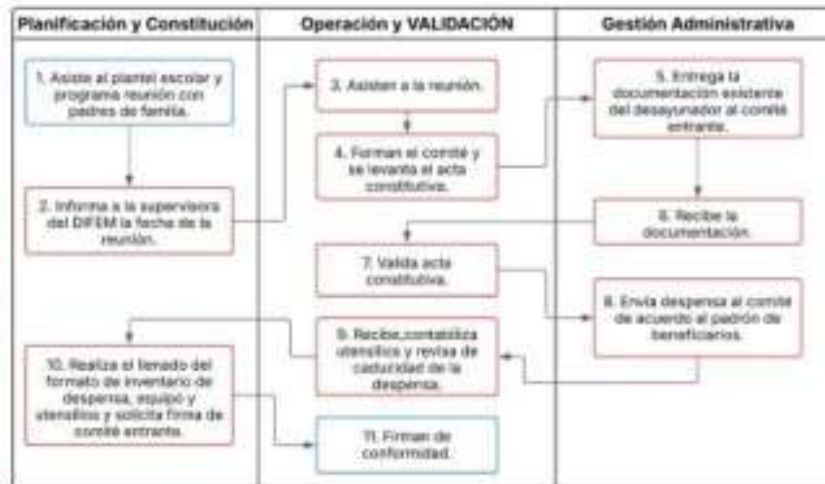 Planificación y Constitución
Operación y VALIDACIÓN
Gestión Administrativa
1. Asiste al plantel escolar y
programa reunión con
padres de familia.
2. Informa a la supervisora
del DIFEM la fecha de la
reunión.
3. Asisten a la reunión.
4. Forman el comité y
se levanta el acta
constitutiva.
5. Entrega la
documentación existente
del desayunador al comité
entrante.
6. Recibe la
documentación.
7. Valida acta
constitutiva.
8. Envía despensa al comité
de acuerdo al padrón de
beneficiarios.
9. Recibe,contabiliza
utensilios y revisa de
caducidad de la
despensa.
10. Realiza el llenado del
formato de inventario de
despensa, equipo y
utensilios y solicita firma de
comité entrante.
11. Firman de
conformidad.